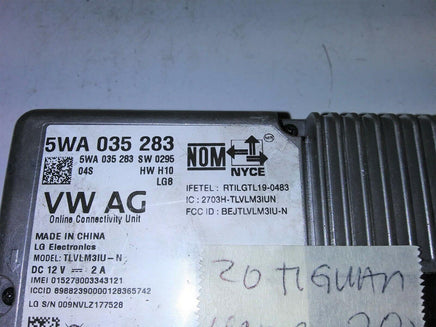 5WA 035 283
5WA 035 283 SW 0295
04S HW H10
LG8
VW AG
Online Connectivity Unit
NOM NYCE
IFETEL : RTILGTL19-0483
IC : 2703H-TLVLM3IUN
FCC ID : BEJTLVLM3IU-N
MADE IN CHINA
LG Electronics
MODEL: TLVLM3IU-N
DC 12 V 2 A
IMEI 015278003343121
ICCID 89882390000128365742
LG S/N 009NVLZ177528
20 TIGUAN